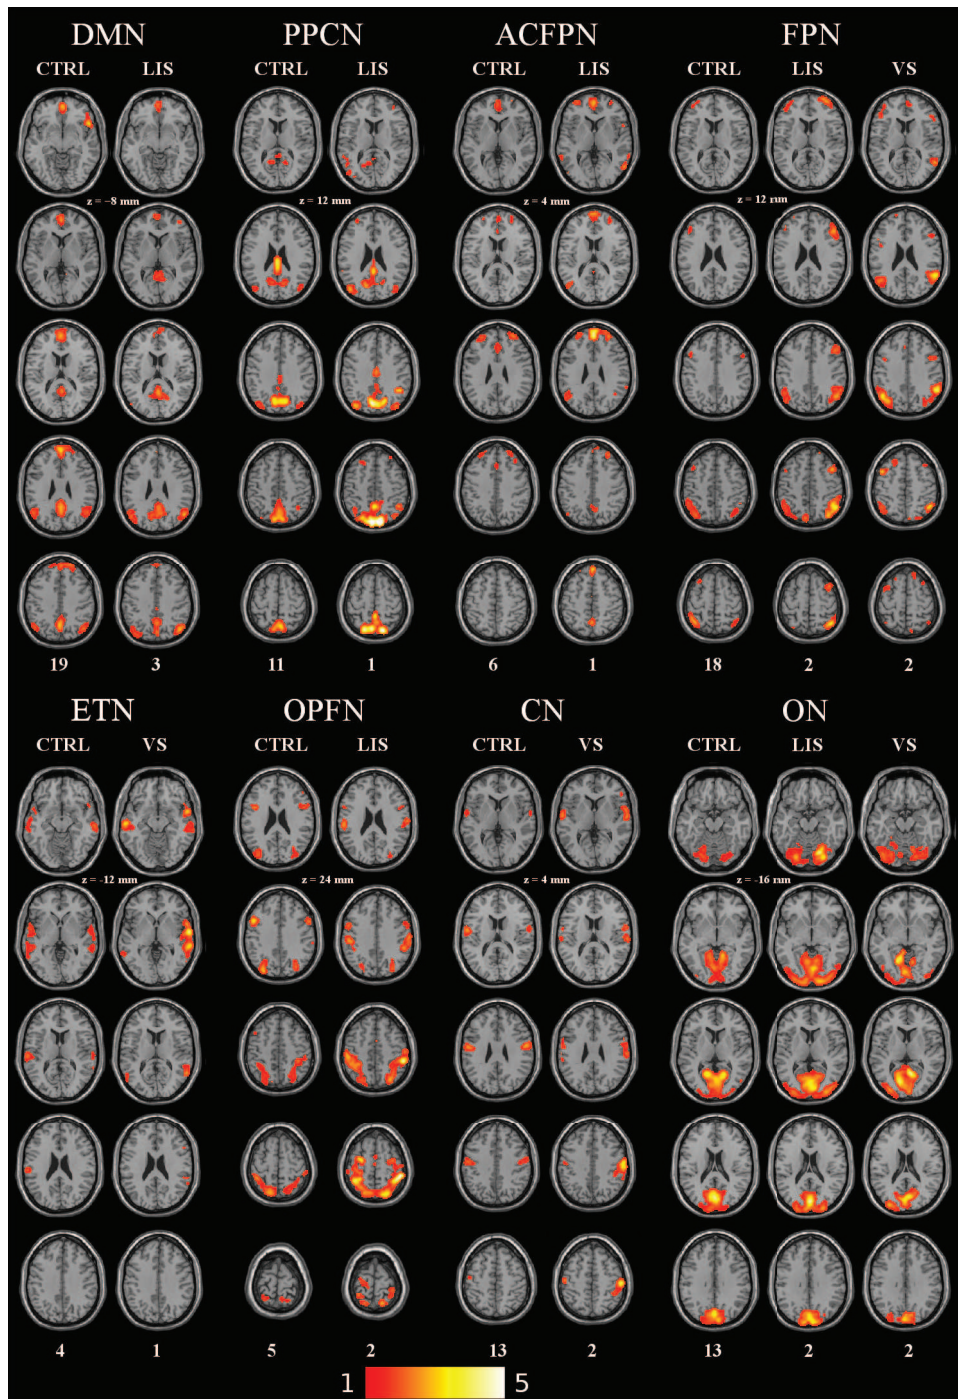 DMN PPCN ACFPN FPN
CTRL LIS CTRL LIS CTRL LIS CTRL LIS VS
z = -8 mm z = 12 mm z = 4 mm z = 12 mm
19 3 11 1 6 1 18 2 2
ETN OPFN CN ON
CTRL VS CTRL LIS CTRL VS CTRL LIS VS
z = -12 mm z = 24 mm z = 4 mm z = -16 mm
4 1 5 2 13 2 13 2 2
1 5